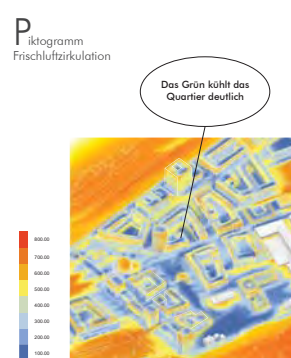 Piktogramm
Frischluftzirkulation
Das Grün kühlt das
Quartier deutlich
800.00
700.00
600.00
500.00
400.00
300.00
200.00
100.00